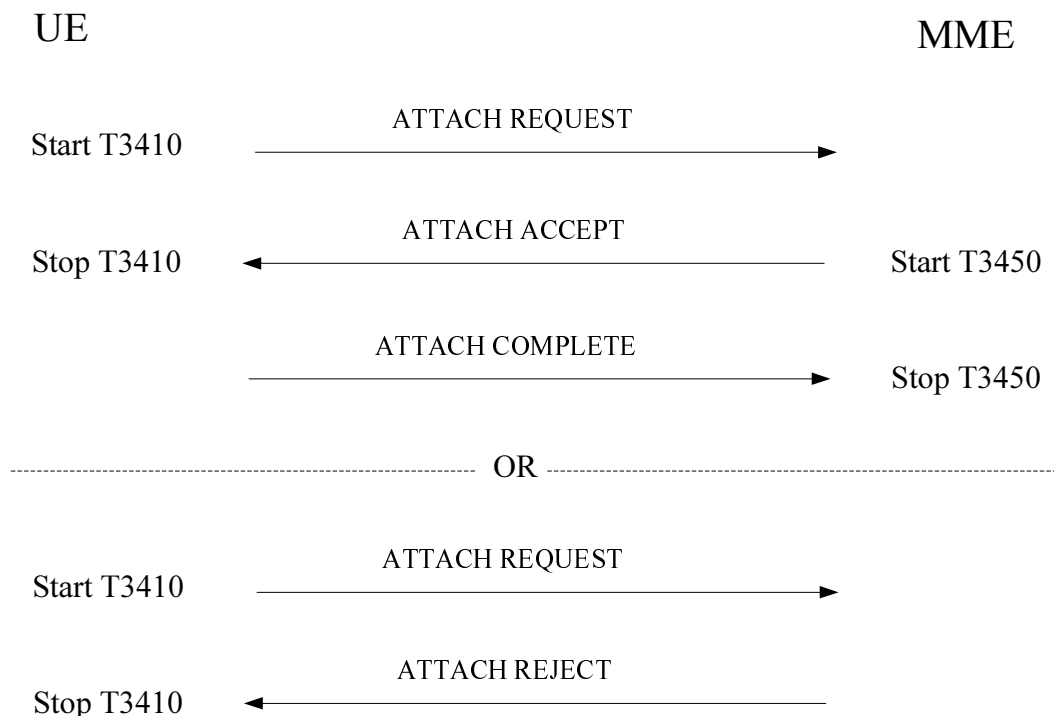 UE
MME
ATTACH REQUEST
Start T3410
ATTACH ACCEPT
Stop T3410
Start T3450
ATTACH COMPLETE
Stop T3450
OR
ATTACH REQUEST
Start T3410
ATTACH REJECT
Stop T3410